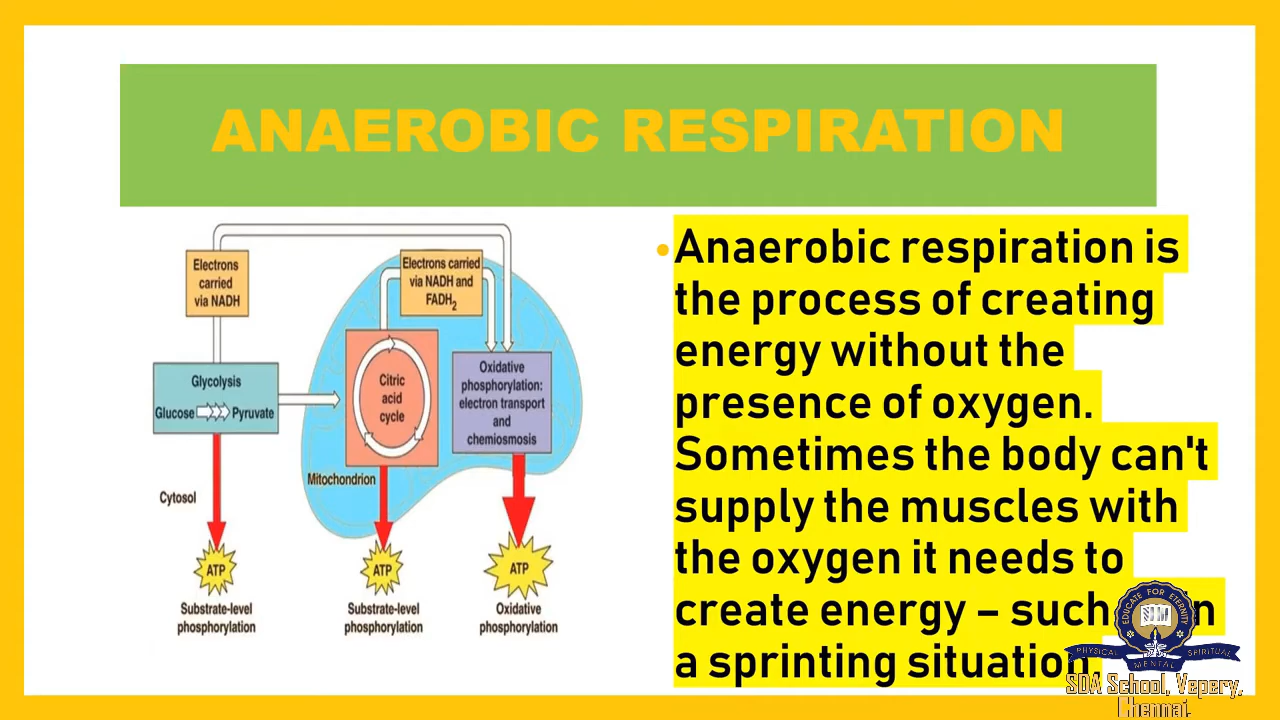 ANAEROBIC RESPIRATION
Electrons
carried
via NADH
Electrons carried
via NADH and
FADH2
Glycolysis
Glucose Pyruvate
Citric
acid
cycle
Oxidative
phosphorylation:
electron transport
and
chemiosmosis
Mitochondrion
Cytosol
ATP
ATP
ATP
Substrate-level
phosphorylation
Substrate-level
phosphorylation
Oxidative
phosphorylation
• Anaerobic respiration is
the process of creating
energy without the
presence of oxygen.
Sometimes the body can't
supply the muscles with
the oxygen it needs to
create energy – such
a sprinting situation.
EDUCATE FOR ETERNITY
PHYSICAL MENTAL SPIRITUAL
SDA School, Vepery,
Chennai.